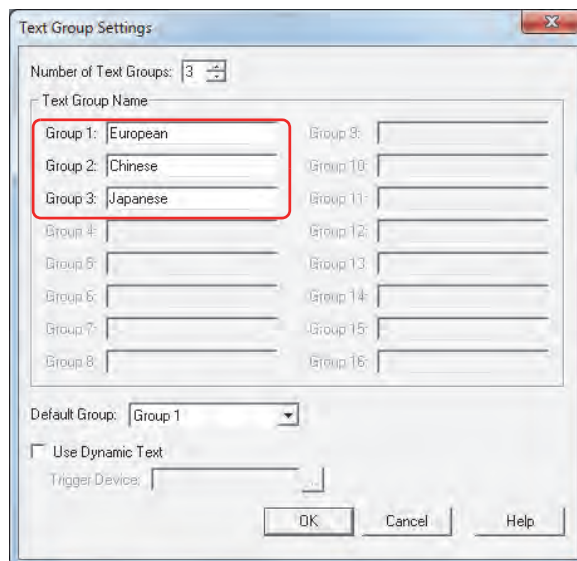 Text Group Settings
Number of Text Groups: 3
Text Group Name
Group 1: European
Group 2: Chinese
Group 3: Japanese
Group 4:
Group 5:
Group 6:
Group 7:
Group 8:
Group 9:
Group 10:
Group 11:
Group 12:
Group 13:
Group 14:
Group 15:
Group 16:
Default Group: Group 1
Use Dynamic Text
Trigger Device:
...
OK Cancel Help